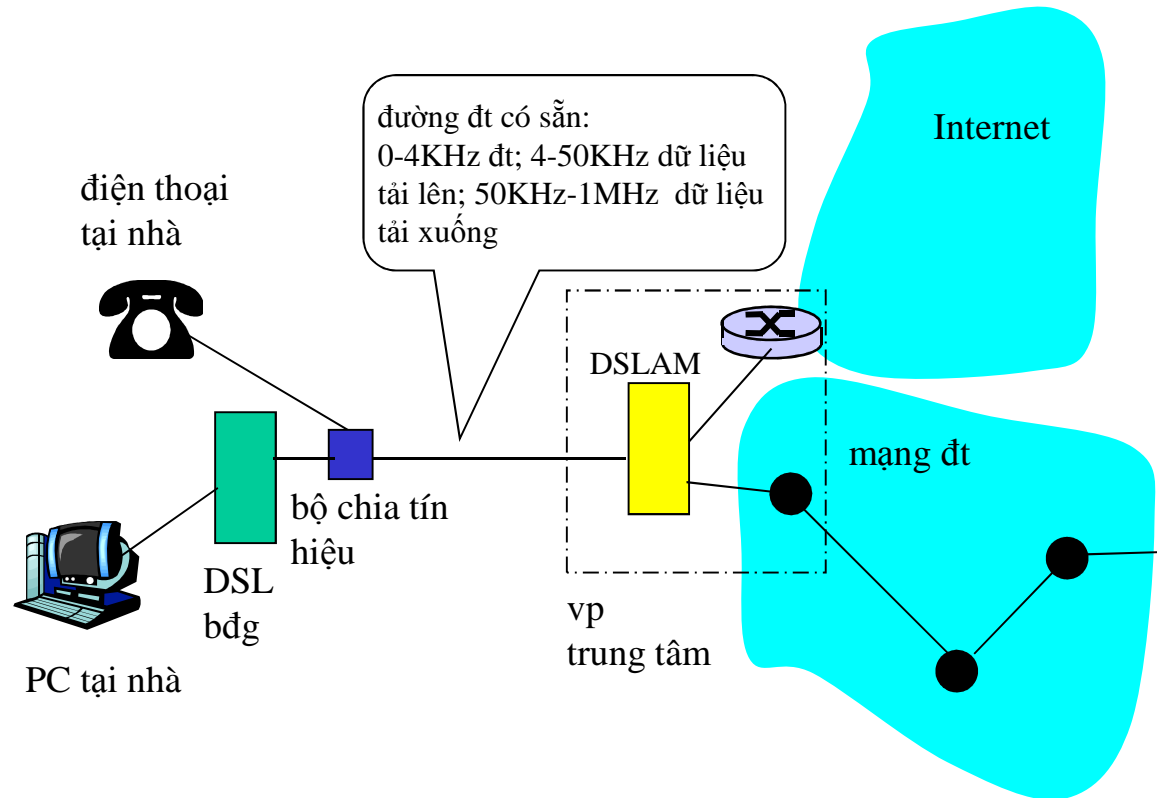 đường đt có sẵn:
0-4KHz đt; 4-50KHz dữ liệu
tải lên; 50KHz-1MHz dữ liệu
tải xuống
Internet
điện thoại
tại nhà
DSLAM
mạng đt
bộ chia tín
hiệu
DSL
bđg
vp
trung tâm
PC tại nhà